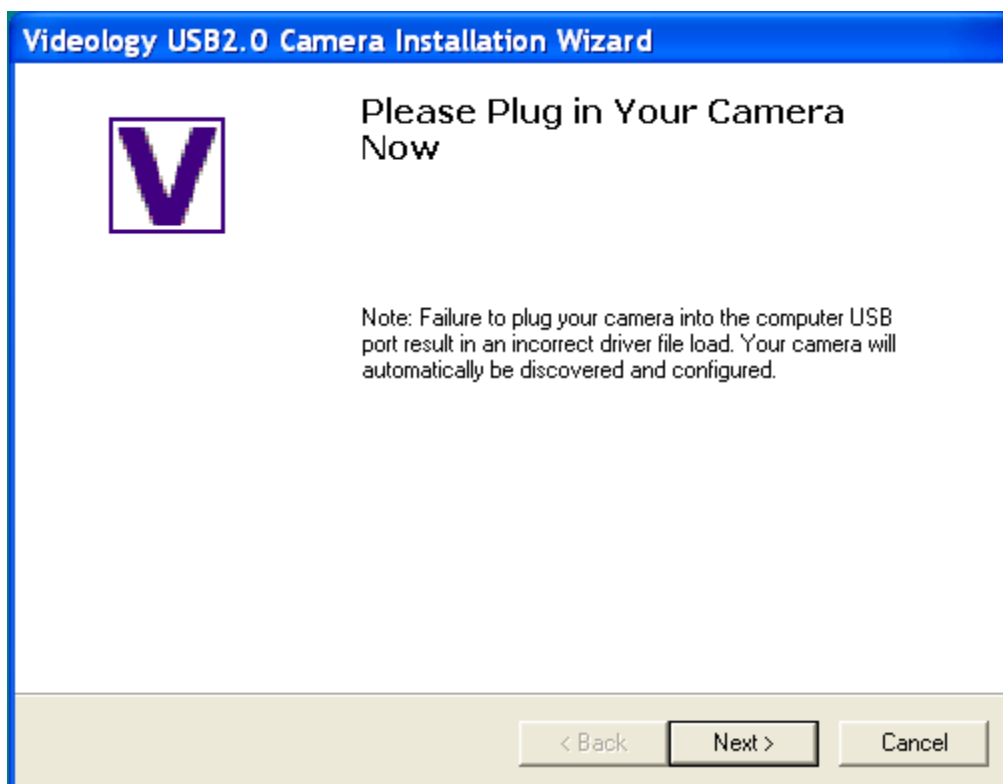 Videology USB2.0 Camera Installation Wizard
V
Please Plug in Your Camera
Now
Note: Failure to plug your camera into the computer USB
port result in an incorrect driver file load. Your camera will
automatically be discovered and configured.
< Back
Next >
Cancel